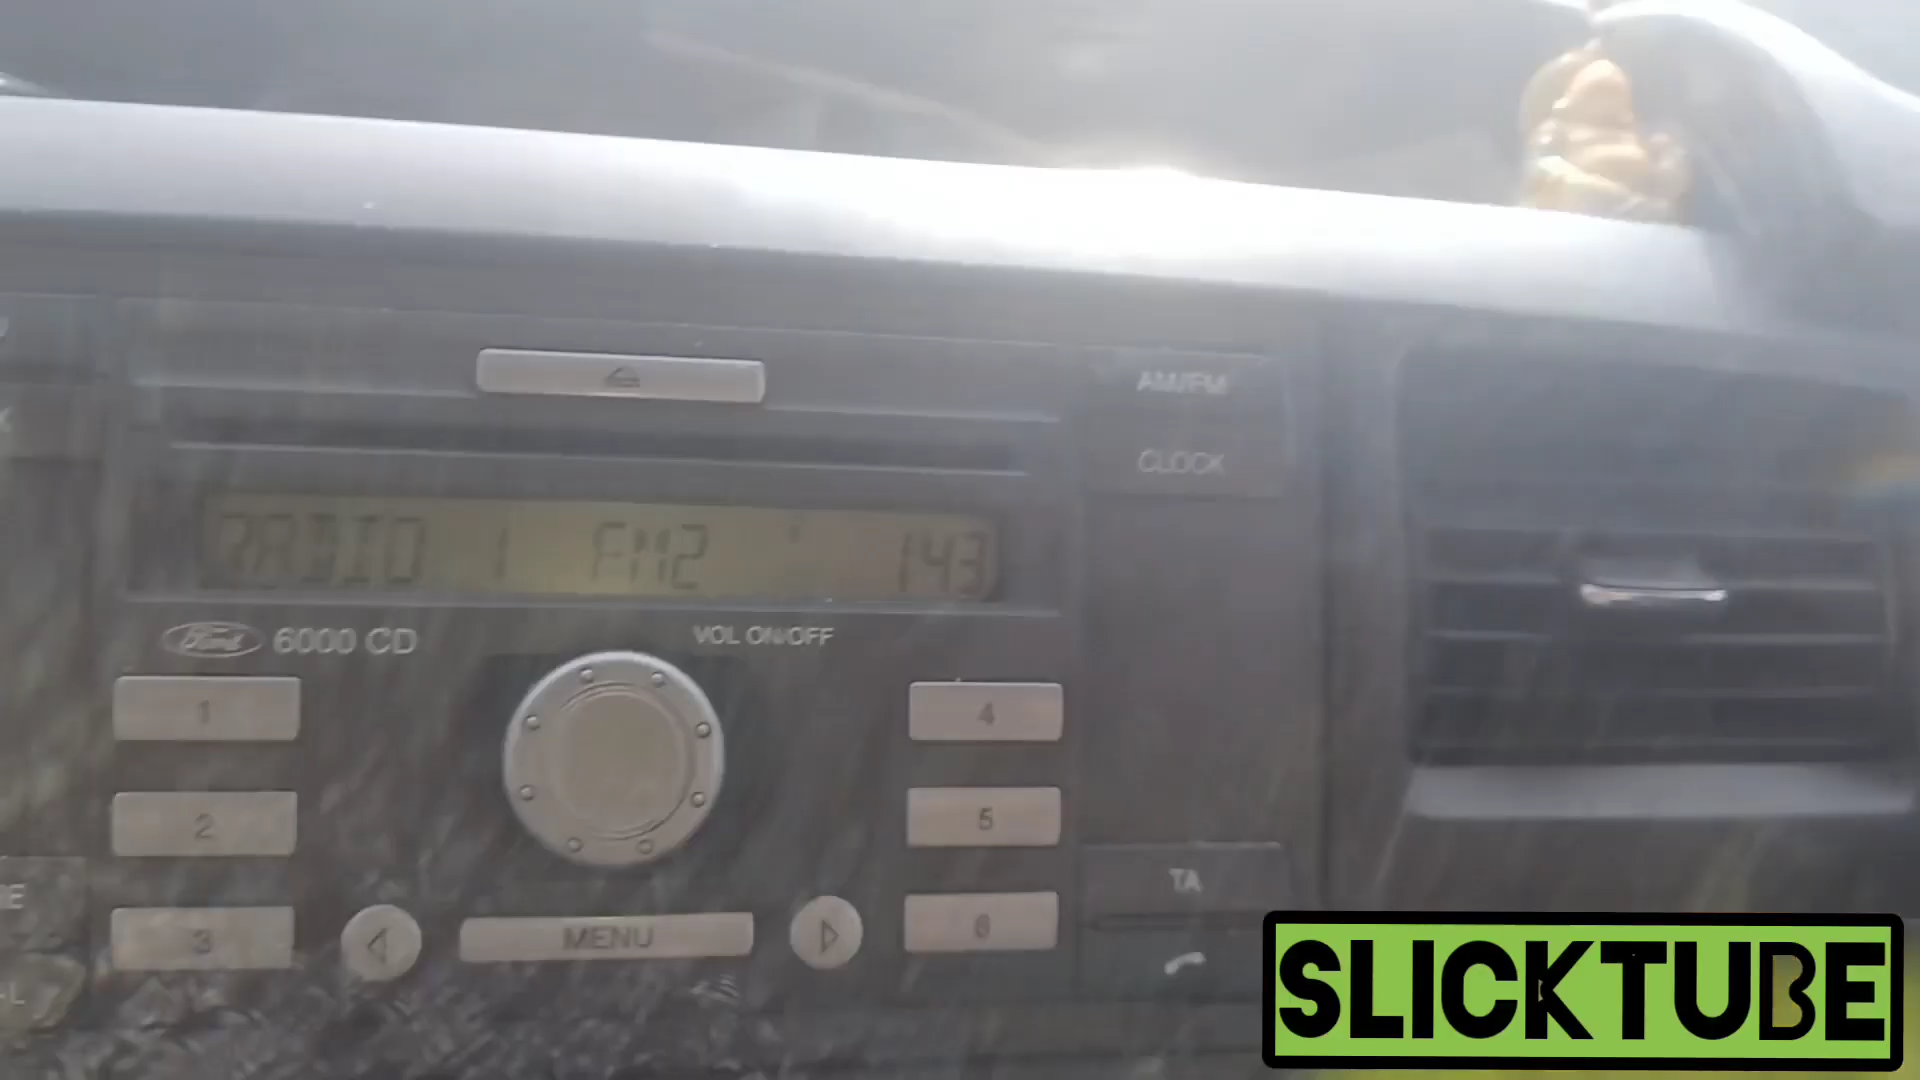 AM/FM
CLOCK
RADIO 1 FM2 143
Ford 6000 CD
VOL ON/OFF
1
4
2
5
3
MENU
6
TA
SLICKTUBE